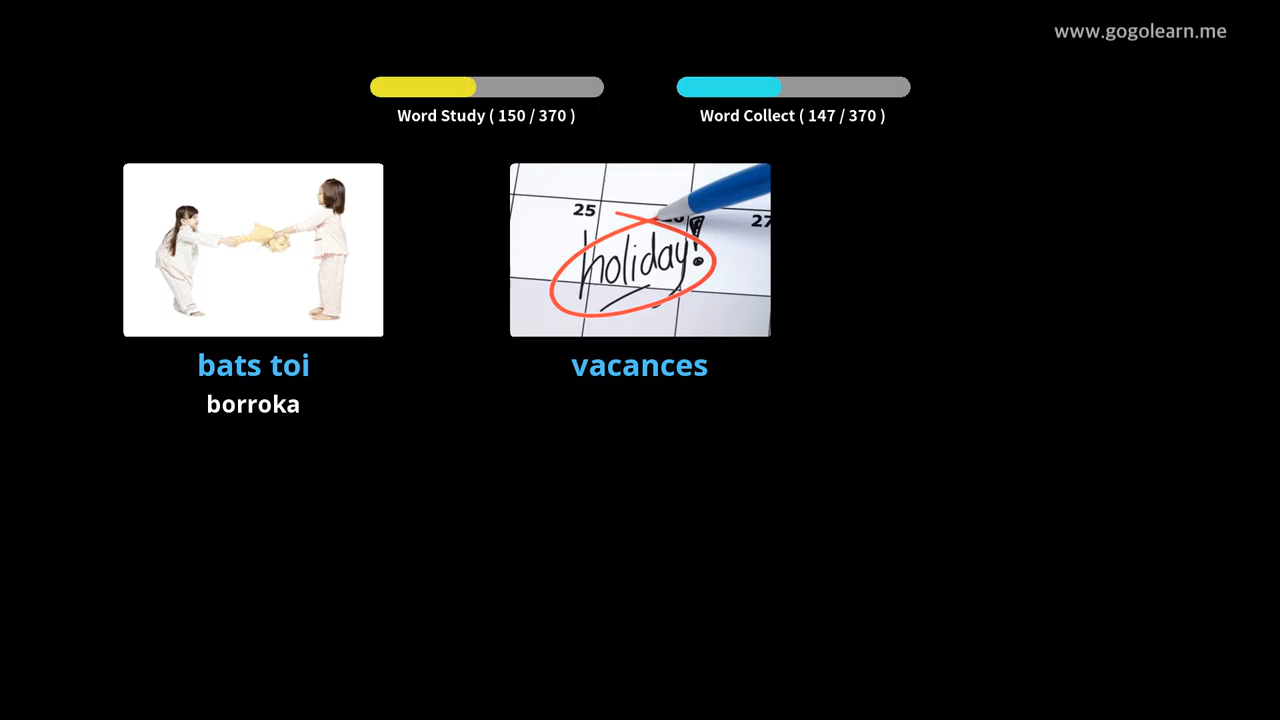 www.gogolearn.me
Word Study ( 150 / 370 )
Word Collect ( 147 / 370 )
25
27
holiday!
bats toi
vacances
borroka